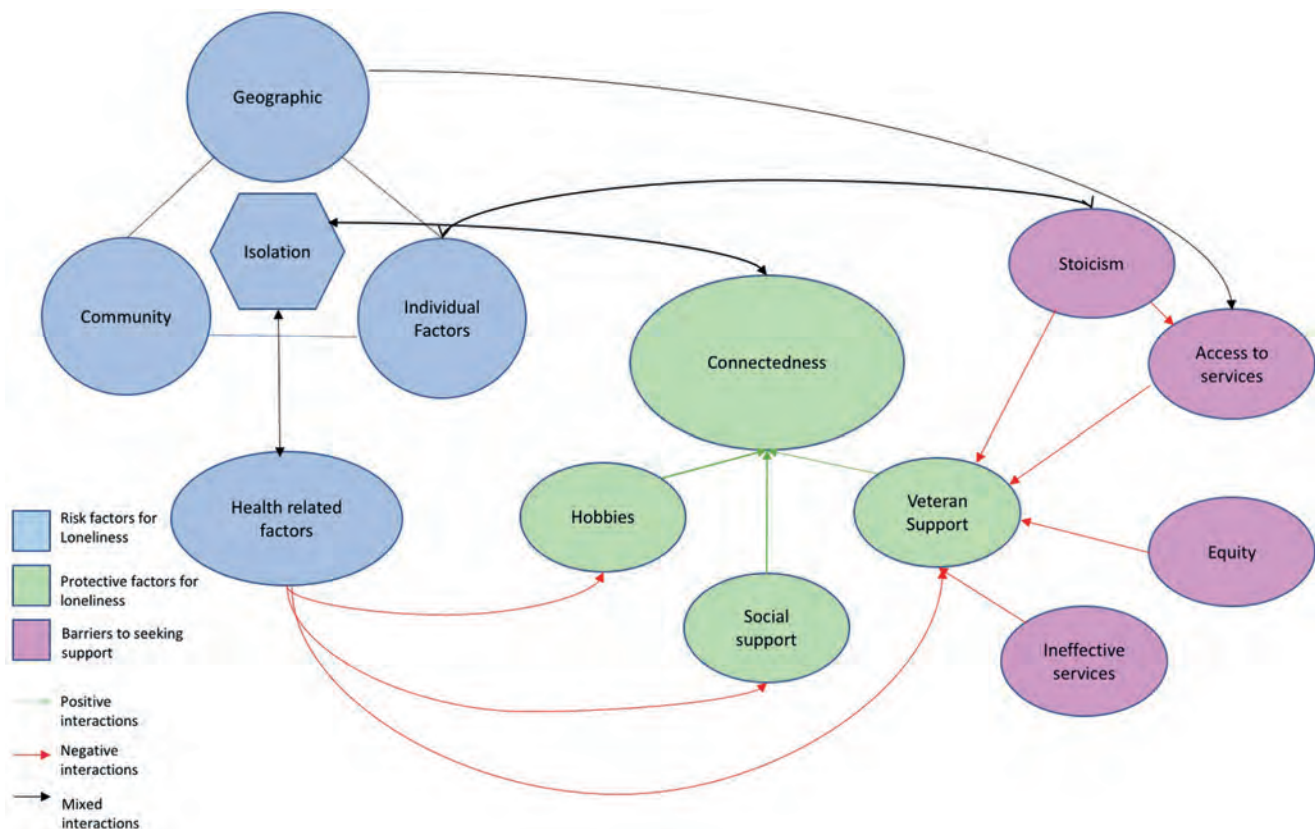 Geographic
Isolation
Stoicism
Community
Individual
Factors
Connectedness
Access to
services
Health related
factors
Hobbies
Veteran
Support
Equity
Social
support
Ineffective
services
Risk factors for
Loneliness
Protective factors for
loneliness
Barriers to seeking
support
Positive
interactions
Negative
interactions
Mixed
interactions